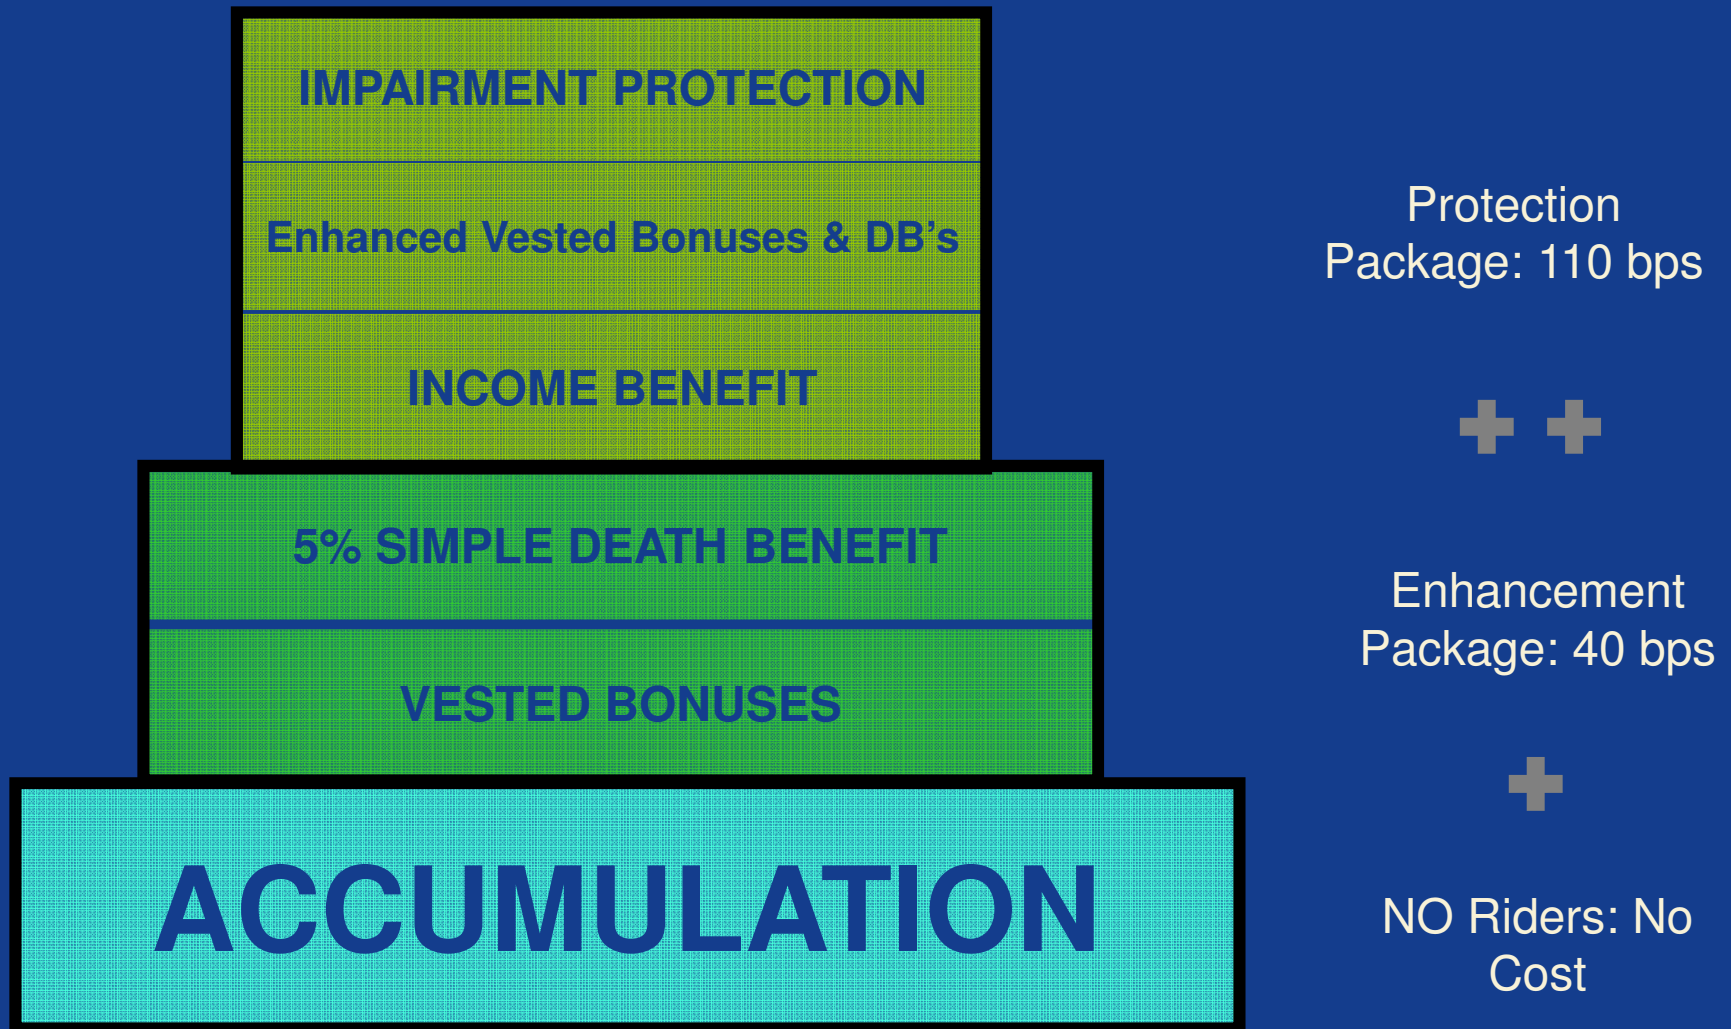 IMPAIRMENT PROTECTION
Enhanced Vested Bonuses & DB’s
INCOME BENEFIT
5% SIMPLE DEATH BENEFIT
VESTED BONUSES
ACCUMULATION
Protection
Package: 110 bps
Enhancement
Package: 40 bps
NO Riders: No
Cost